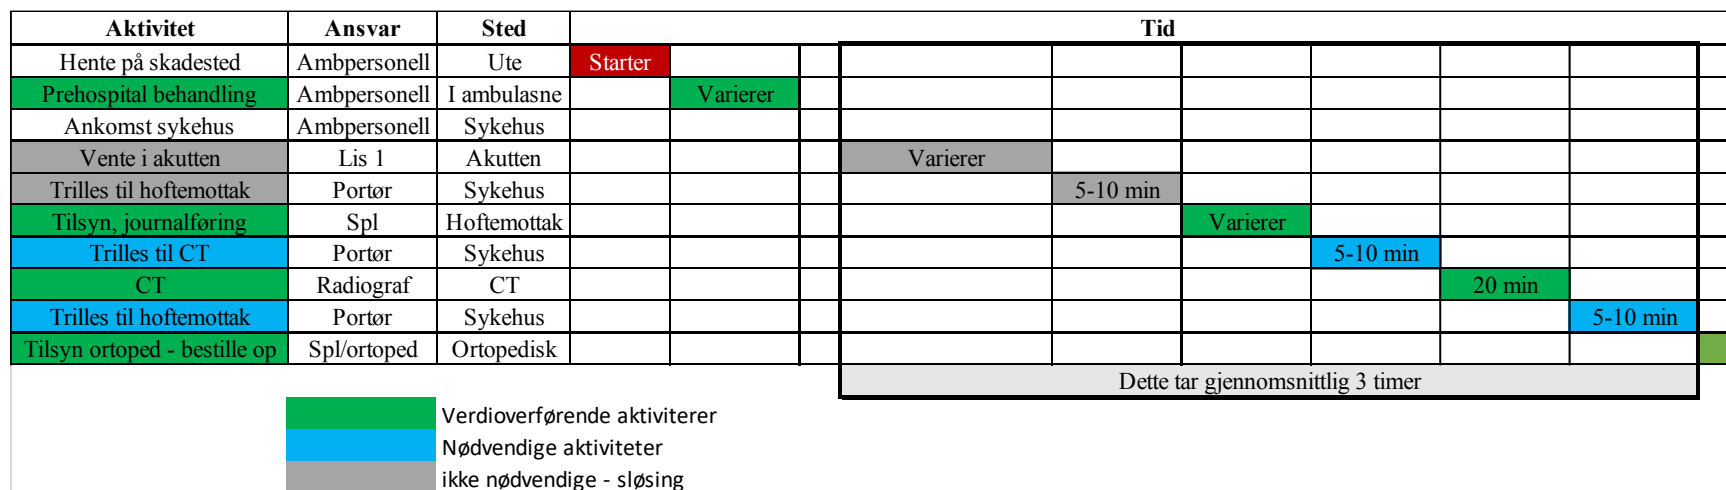 Aktivitet Ansvar Sted Tid
Hente på skadested Ambpersonell Ute Starter
Prehospital behandling Ambpersonell I ambulasne Varierer
Ankomst sykehus Ambpersonell Sykehus
Vente i akutten Lis 1 Akutten Varierer
Trilles til hoftemottak Portør Sykehus 5-10 min
Tilsyn, journalføring Spl Hoftemottak Varierer
Trilles til CT Portør Sykehus 5-10 min
CT Radiograf CT 20 min
Trilles til hoftemottak Portør Sykehus 5-10 min
Tilsyn ortoped - bestille op Spl/ortoped Ortopedisk
Dette tar gjennomsnittlig 3 timer
Verdioverførende aktiviterer
Nødvendige aktiviteter
ikke nødvendige - sløsing